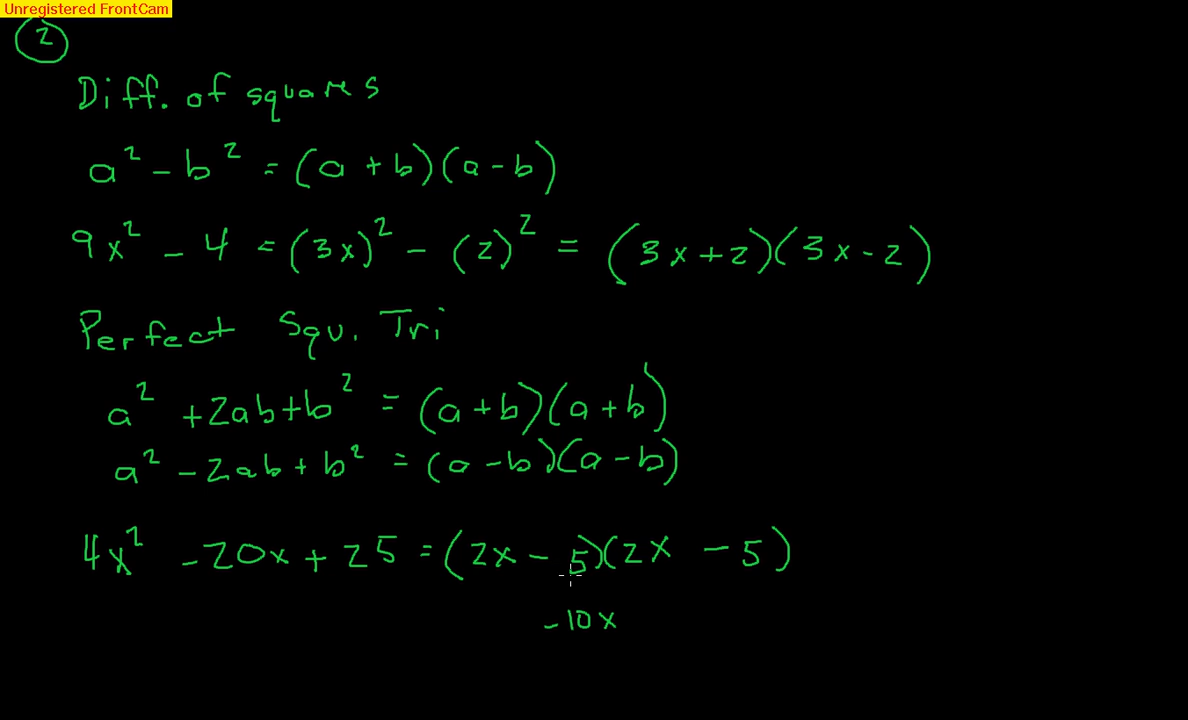 Unregistered FrontCam
2
Diff. of squares
a² - b² = (a + b)(a - b)
9x² - 4 = (3x)² - (2)² = (3x + 2)(3x - 2)
Perfect Squ. Tri
a² + 2ab + b² = (a + b)(a + b)
a² - 2ab + b² = (a - b)(a - b)
4x² - 20x + 25 = (2x - 5)(2x - 5)
-10x